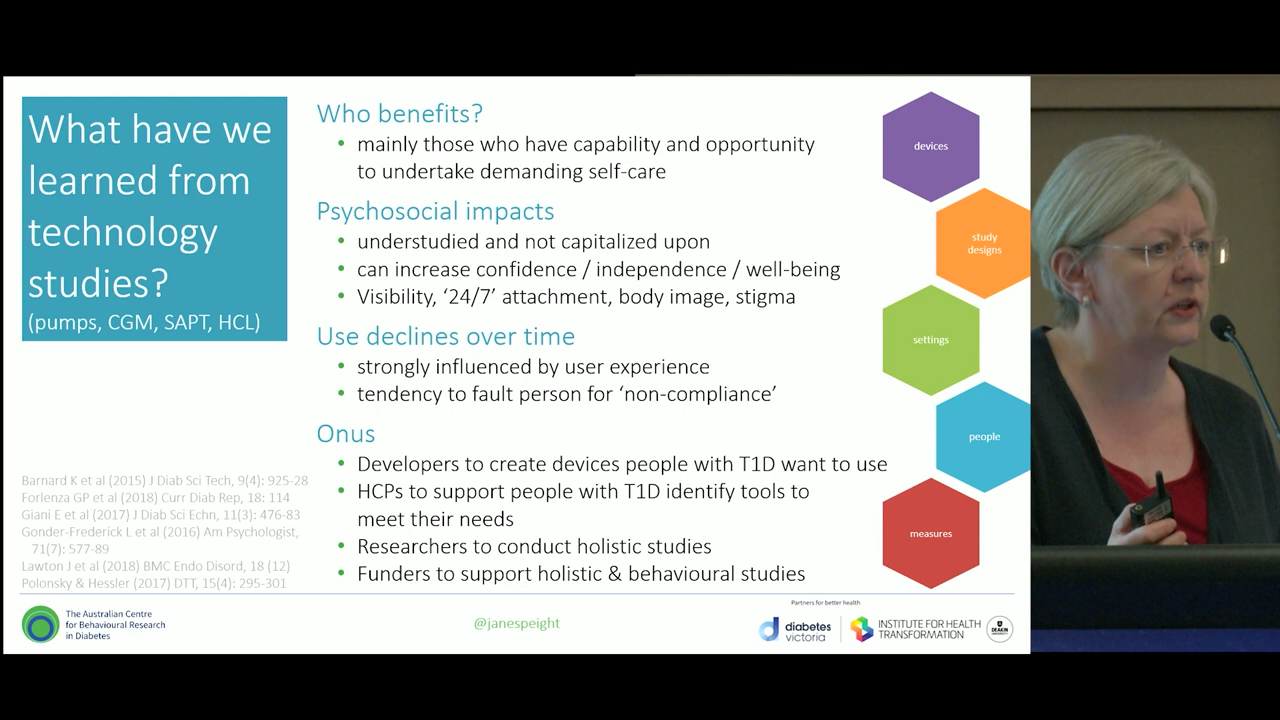 What have we
learned from
technology
studies?
(pumps, CGM, SAPT, HCL)
Who benefits?
• mainly those who have capability and opportunity
to undertake demanding self-care
Psychosocial impacts
• understudied and not capitalized upon
• can increase confidence / independence / well-being
• Visibility, ‘24/7’ attachment, body image, stigma
Use declines over time
• strongly influenced by user experience
• tendency to fault person for ‘non-compliance’
Onus
• Developers to create devices people with T1D want to use
• HCPs to support people with T1D identify tools to
meet their needs
• Researchers to conduct holistic studies
• Funders to support holistic & behavioural studies
devices
study
designs
settings
people
measures
Barnard K et al (2015) J Diab Sci Tech, 9(4): 925-28
Forlenza GP et al (2018) Curr Diab Rep, 18: 114
Giani E et al (2017) J Diab Sci Echn, 11(3): 476-83
Gonder-Frederick L et al (2016) Am Psychologist,
71(7): 577-89
Lawton J et al (2018) BMC Endo Disord, 18 (12)
Polonsky & Hessler (2017) DTT, 15(4): 295-301
The Australian Centre
for Behavioural Research
in Diabetes
@janespeight
Partners for better health
diabetes
victoria
INSTITUTE FOR HEALTH
TRANSFORMATION
DEAKIN
UNIVERSITY